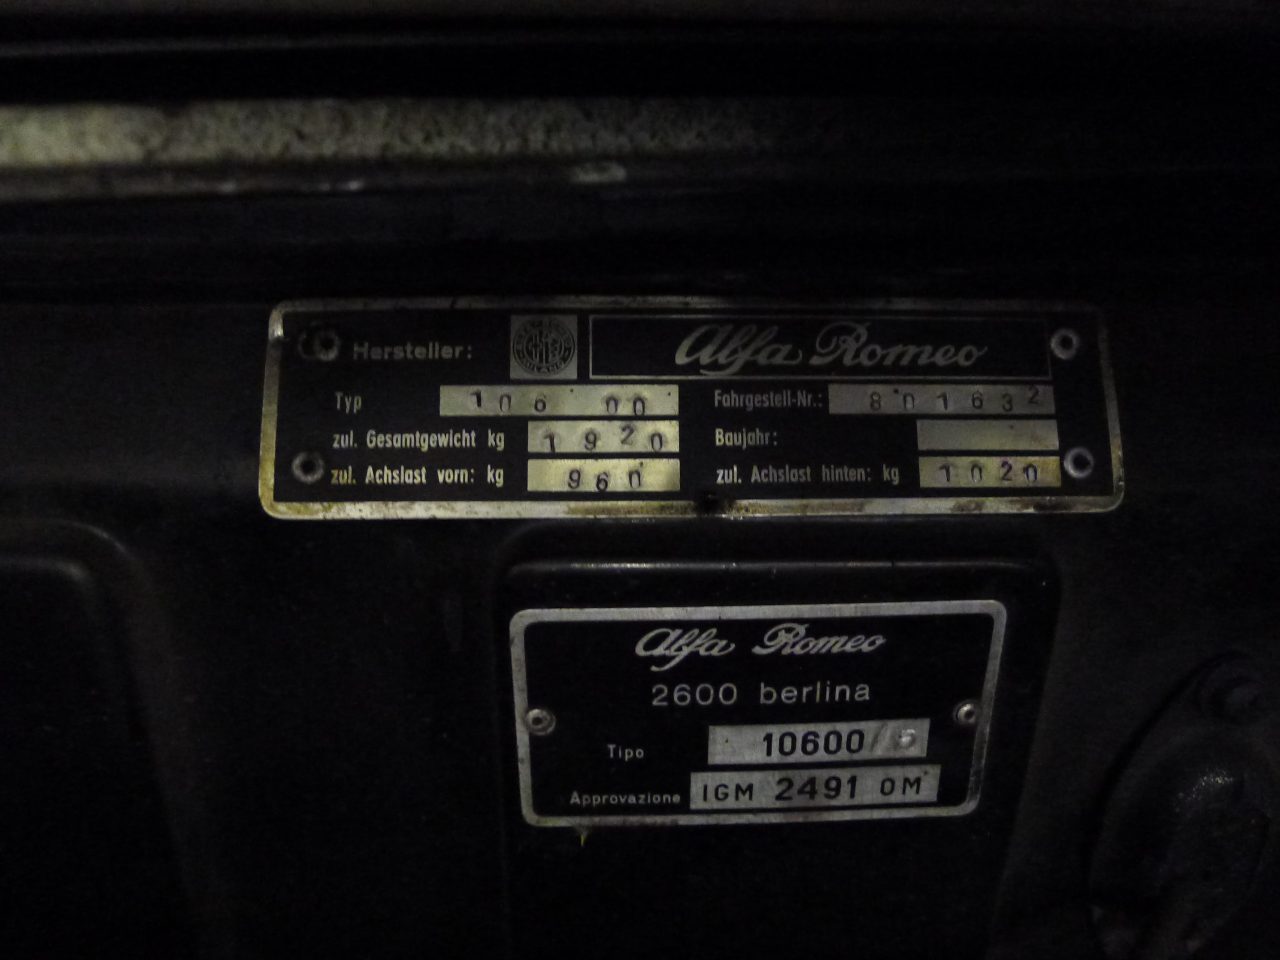 Hersteller: Alfa Romeo
Typ 106 00 Fahrgestell-Nr.: 801632
zul. Gesamtgewicht kg 1920 Baujahr:
zul. Achslast vorn: kg 960 zul. Achslast hinten: kg 1020
Alfa Romeo
2600 berlina
Tipo 10600/5
Approvazione IGM 2491 OM